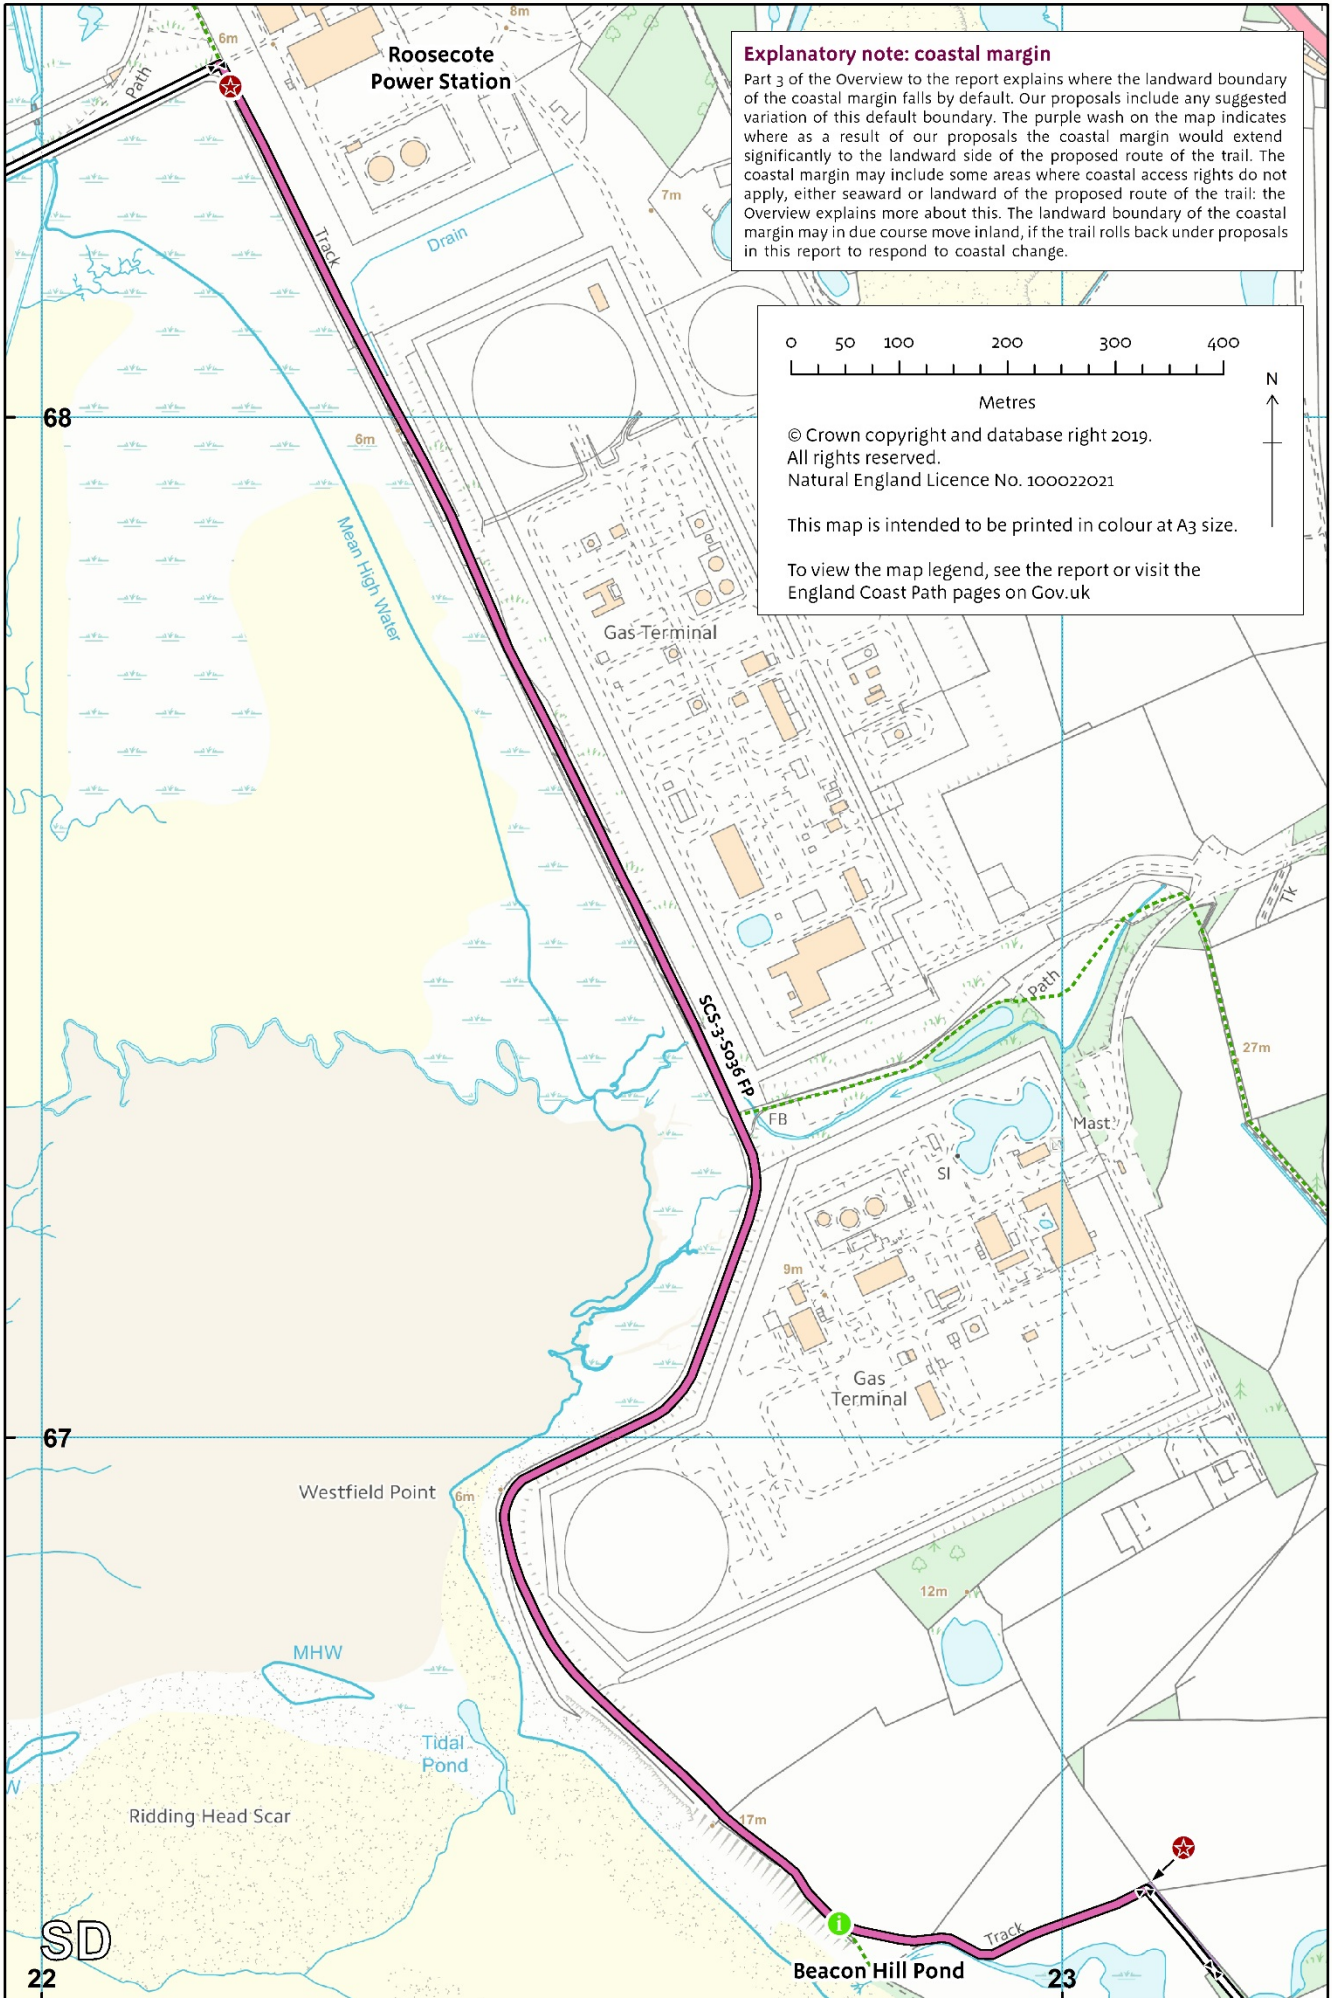 8m
6m
Roosecote
Power Station
Path
Explanatory note: coastal margin
Part 3 of the Overview to the report explains where the landward boundary
of the coastal margin falls by default. Our proposals include any suggested
variation of this default boundary. The purple wash on the map indicates
where as a result of our proposals the coastal margin would extend
significantly to the landward side of the proposed route of the trail. The
coastal margin may include some areas where coastal access rights do not
apply, either seaward or landward of the proposed route of the trail: the
Overview explains more about this. The landward boundary of the coastal
margin may in due course move inland, if the trail rolls back under proposals
in this report to respond to coastal change.
7m
Track
Drain
0 50 100 200 300 400
Metres
N
© Crown copyright and database right 2019.
All rights reserved.
Natural England Licence No. 100022021
This map is intended to be printed in colour at A3 size.
To view the map legend, see the report or visit the
England Coast Path pages on Gov.uk
68
6m
Mean High Water
Gas Terminal
Tk
Path
SCS-3-S036 FP
27m
FB
Mast
SI
9m
Gas
Terminal
67
Westfield Point
6m
12m
MHW
Tidal
Pond
W
Ridding Head Scar
17m
i
Track
SD
Beacon Hill Pond
22
23